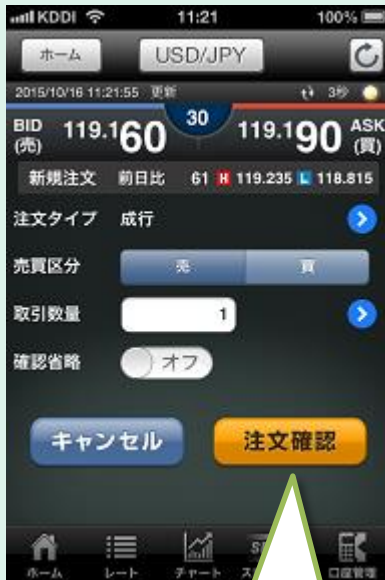 KDDI 11:21 100%
ホーム USD/JPY
2015/10/16 11:21:55 更新 3秒
30
BID 119.160 119.190 ASK
(売) (買)
新規注文 前日比 61 H 119.235 L 118.815
注文タイプ 成行
売買区分 売 買
取引数量 1
確認省略 オフ
キャンセル 注文確認
ホーム レート チャート 口座管理